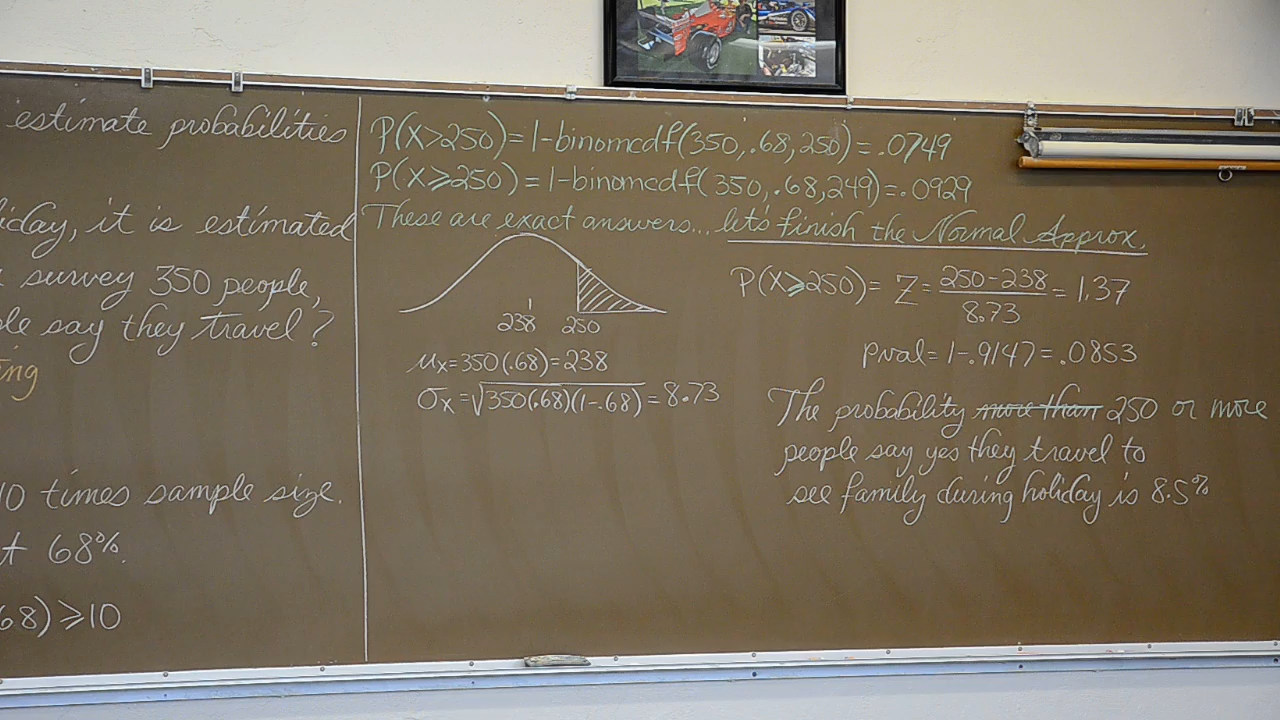 estimate probabilities
iday, it is estimated
survey 350 people,
ple say they travel?
ing
10 times sample size.
at 68%.
68) ≥ 10
P(X>250)=1-binomcdf(350,.68,250)=.0749
P(X≥250)=1-binomcdf(350,.68,249)=.0929
These are exact answers... let's finish the Normal Approx.
238 250
μx=350(.68)=238
σx=√350(.68)(1-.68)=8.73
P(X≥250)= Z= 250-238 = 1.37
8.73
pval=1-.9147=.0853
The probability more than 250 or more
people say yes they travel to
see family during holiday is 8.5%